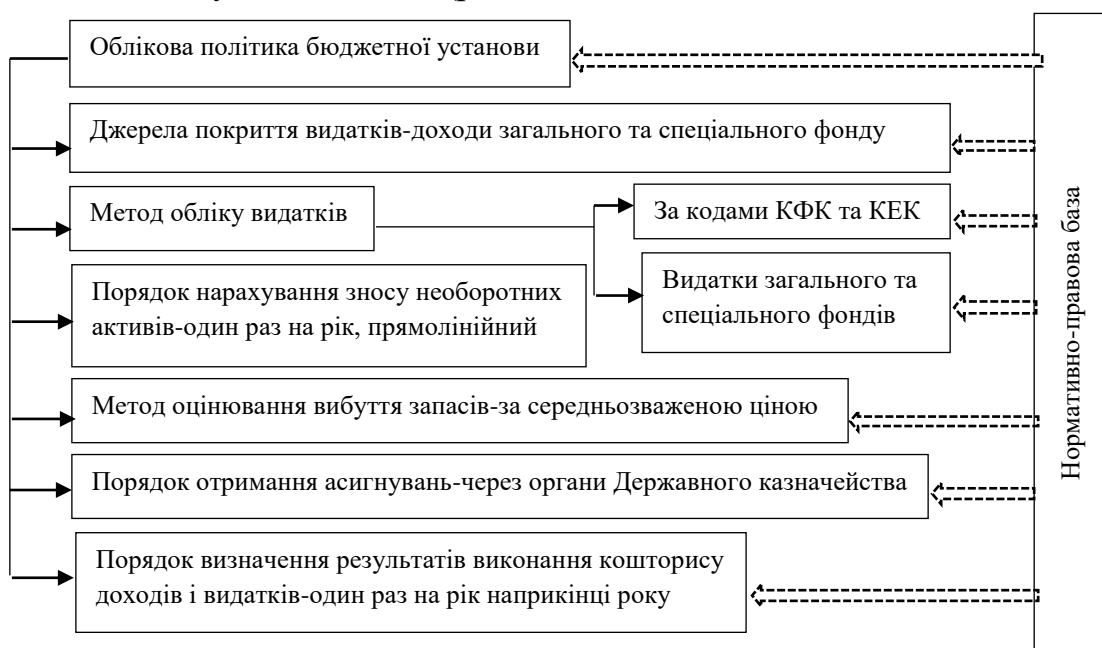 Облікова політика бюджетної установи
Джерела покриття видатків-доходи загального та спеціального фонду
Метод обліку видатків
За кодами КФК та КЕК
Порядок нарахування зносу необоротних
активів-один раз на рік, прямолінійний
Видатки загального та
спеціального фондів
Метод оцінювання вибуття запасів-за середньозваженою ціною
Порядок отримання асигнувань-через органи Державного казначейства
Порядок визначення результатів виконання кошторису
доходів і видатків-один раз на рік наприкінці року
Нормативно-правова база